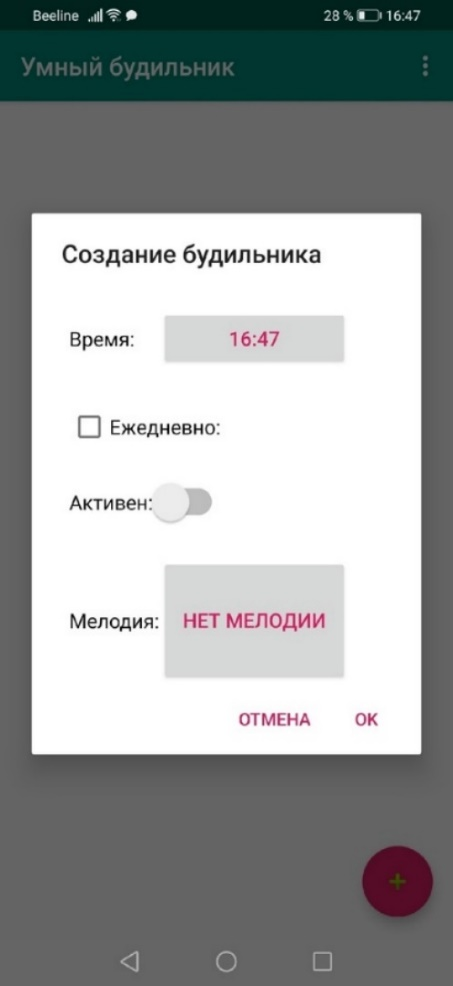 Beeline 28 % 16:47
Умный будильник
Создание будильника
Время: 16:47
Ежедневно:
Активен:
Мелодия: НЕТ МЕЛОДИИ
ОТМЕНА OK
+